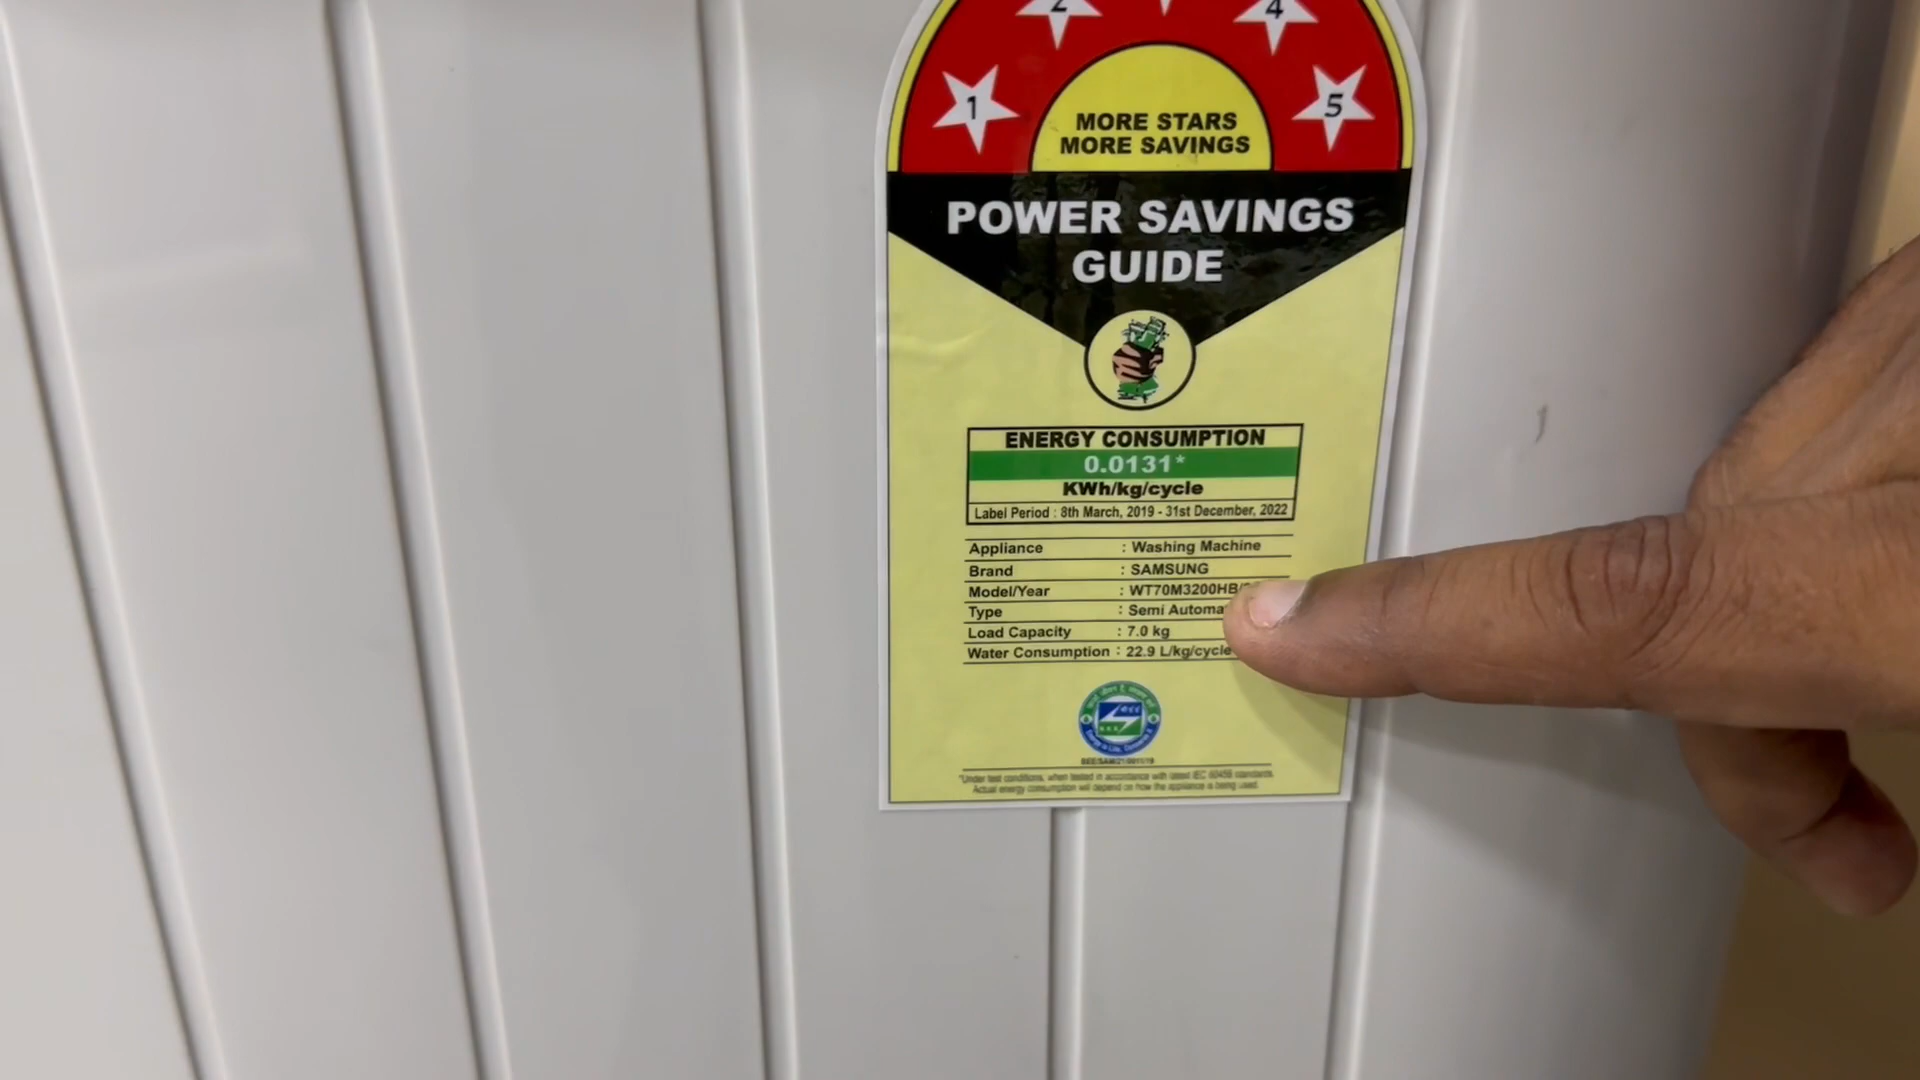 2 4
1 5
MORE STARS
MORE SAVINGS
POWER SAVINGS
GUIDE
ENERGY CONSUMPTION
0.0131*
KWh/kg/cycle
Label Period : 8th March, 2019 - 31st December, 2022
Appliance : Washing Machine
Brand : SAMSUNG
Model/Year : WT70M3200HB/
Type : Semi Automa
Load Capacity : 7.0 kg
Water Consumption : 22.9 L/kg/cycle
*Under test conditions, when tested in accordance with latest IEC 60456 standards.
Actual energy consumption will depend on how the appliance is being used.